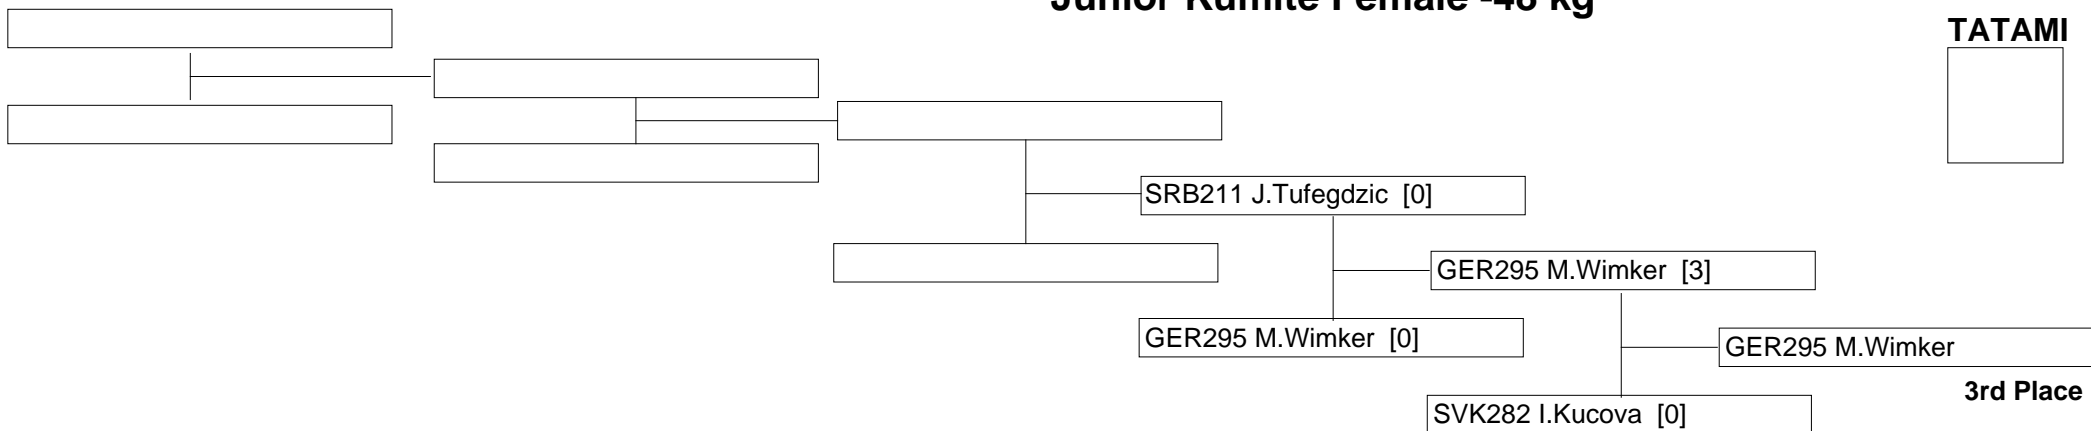 Junior Kumite Female -48 kg
TATAMI
SRB211 J.Tufegdzic [0]
GER295 M.Wimker [3]
GER295 M.Wimker [0]
GER295 M.Wimker
3rd Place
SVK282 I.Kucova [0]